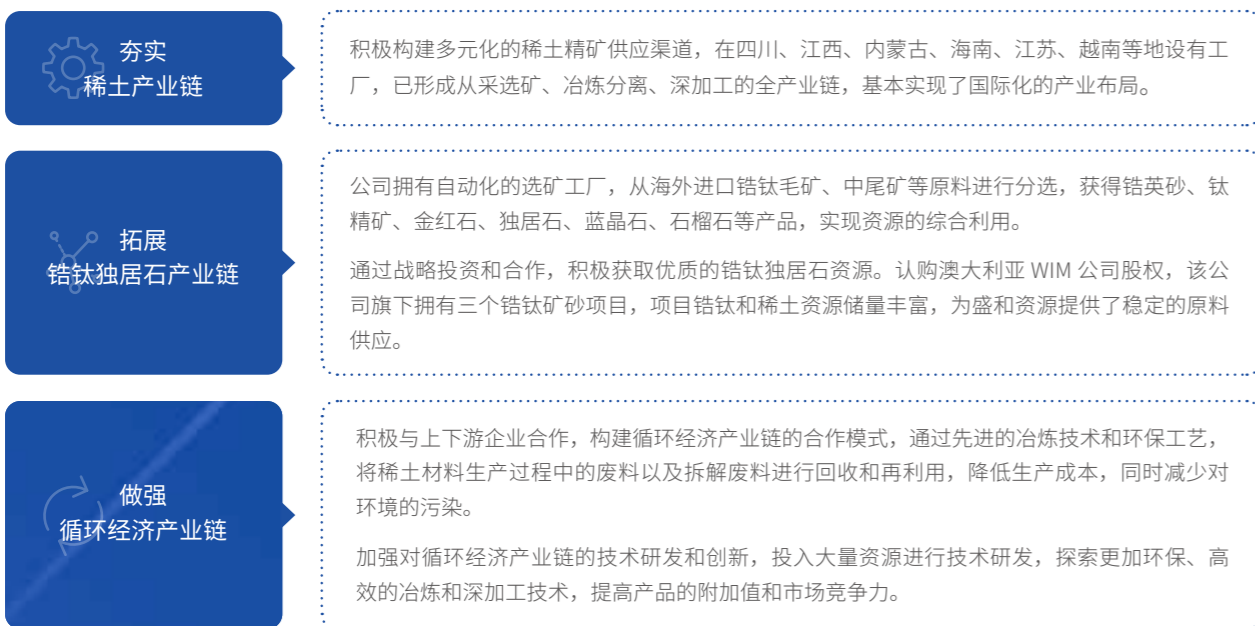 夯实
稀土产业链
积极构建多元化的稀土精矿供应渠道，在四川、江西、内蒙古、海南、江苏、越南等地设有工
厂，已形成从采选矿、冶炼分离、深加工的全产业链，基本实现了国际化的产业布局。
拓展
锆钛独居石产业链
公司拥有自动化的选矿工厂，从海外进口锆钛毛矿、中尾矿等原料进行分选，获得锆英砂、钛
精矿、金红石、独居石、蓝晶石、石榴石等产品，实现资源的综合利用。
通过战略投资和合作，积极获取优质的锆钛独居石资源。认购澳大利亚 WIM 公司股权，该公
司旗下拥有三个锆钛矿砂项目，项目锆钛和稀土资源储量丰富，为盛和资源提供了稳定的原料
供应。
做强
循环经济产业链
积极与上下游企业合作，构建循环经济产业链的合作模式，通过先进的冶炼技术和环保工艺，
将稀土材料生产过程中的废料以及拆解废料进行回收和再利用，降低生产成本，同时减少对
环境的污染。
加强对循环经济产业链的技术研发和创新，投入大量资源进行技术研发，探索更加环保、高
效的冶炼和深加工技术，提高产品的附加值和市场竞争力。